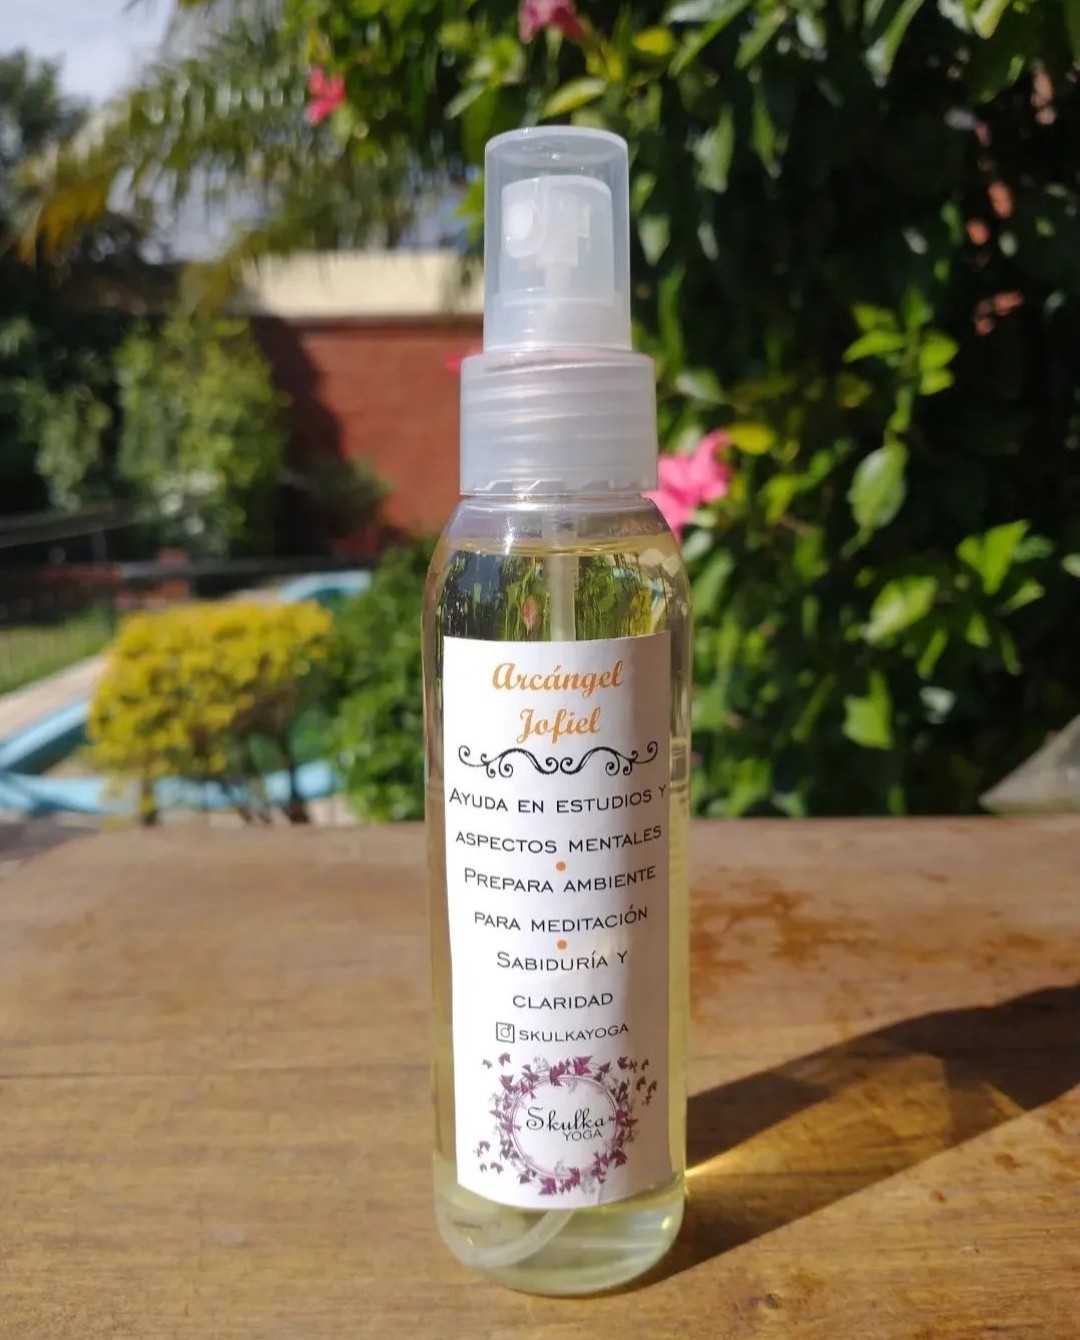 Arcángel
Jofiel
AYUDA EN ESTUDIOS Y
ASPECTOS MENTALES
PREPARA AMBIENTE
PARA MEDITACIÓN
SABIDURÍA Y
CLARIDAD
SKULKAYOGA
Skulka
YOGA